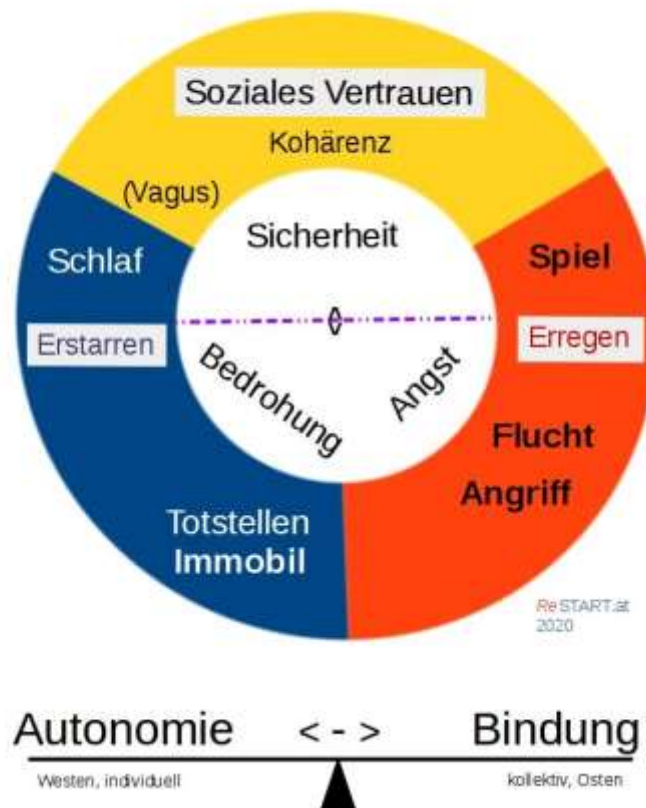 Soziales Vertrauen
Kohärenz
(Vagus)
Sicherheit
Schlaf
Spiel
Erstarren
Erregen
Bedrohung
Angst
Flucht
Angriff
Totstellen
Immobil
ReSTART.at
2020
Autonomie < - > Bindung
Westen, individuell kollektiv, Osten